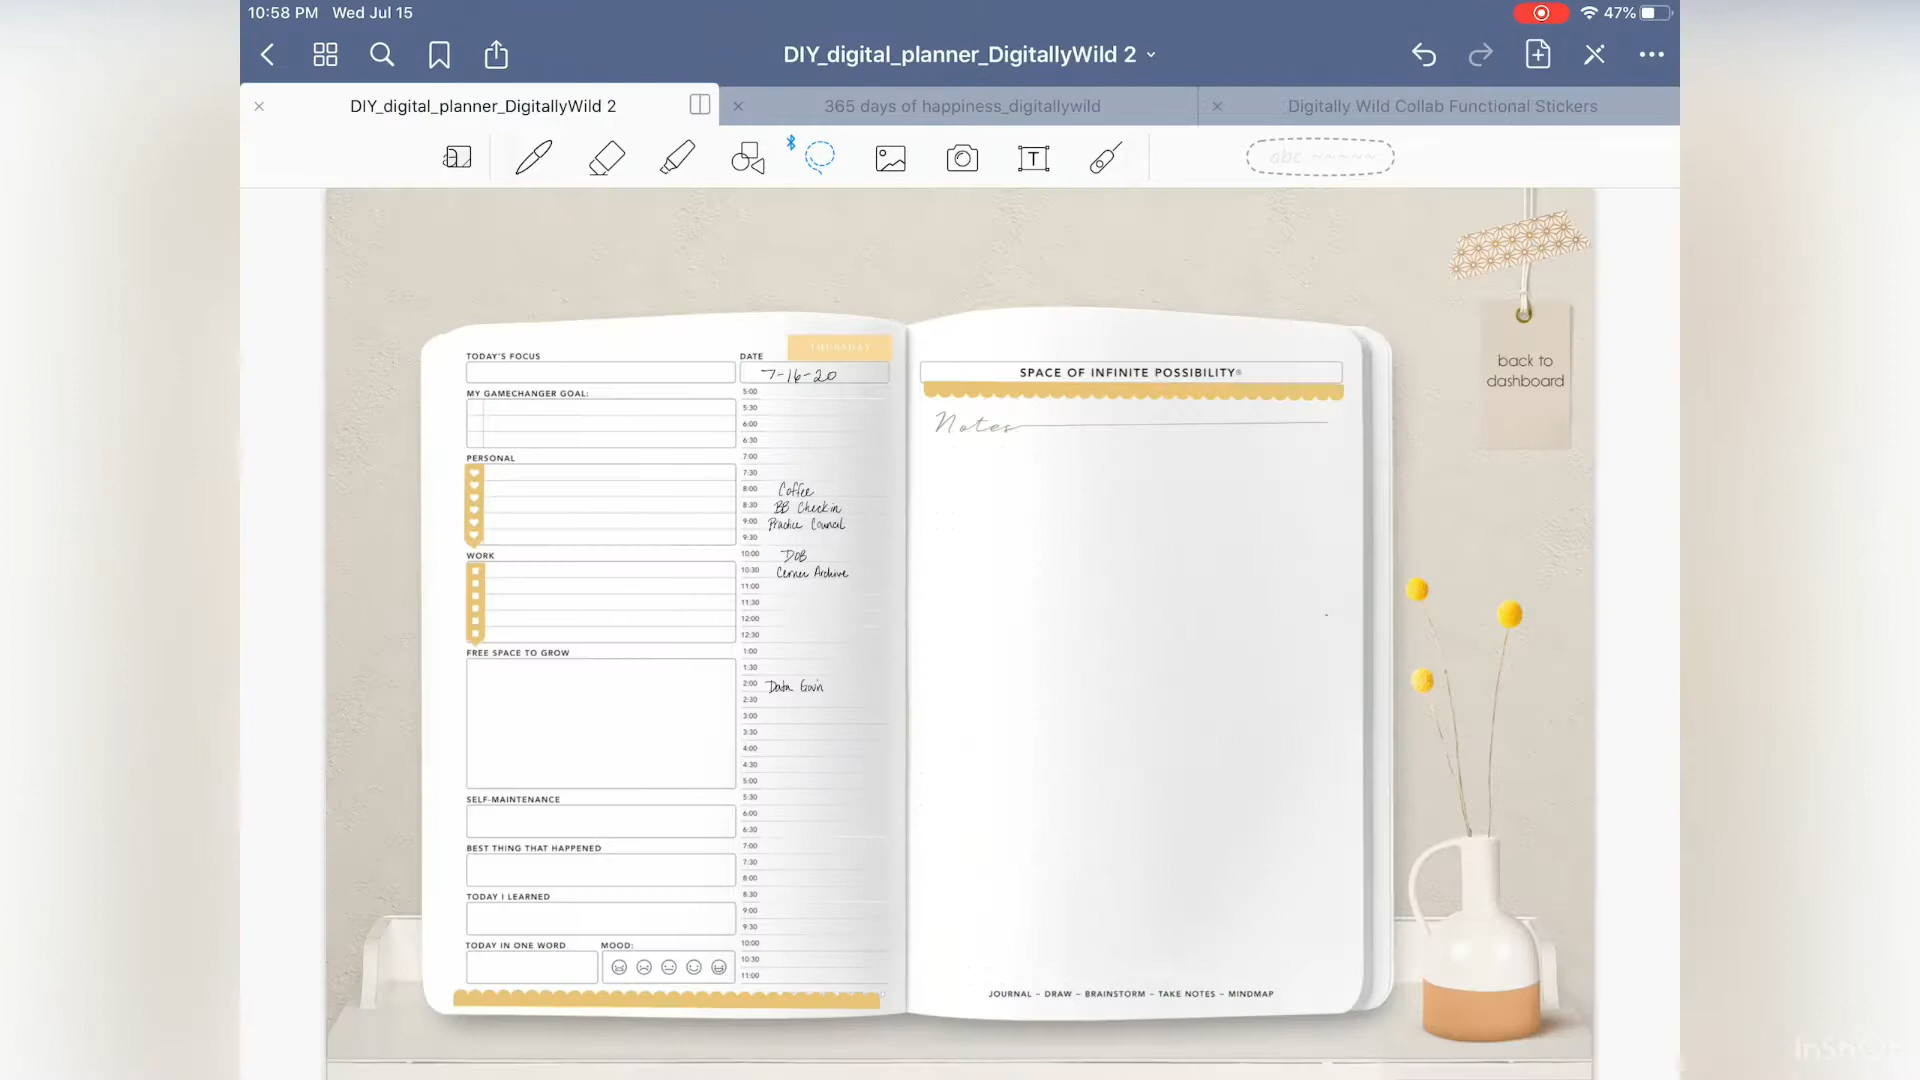 10:58 PM Wed Jul 15
47%
DIY_digital_planner_DigitallyWild 2
DIY_digital_planner_DigitallyWild 2
365 days of happiness_digitallywild
Digitally Wild Collab Functional Stickers
abc
THURSDAY
TODAY'S FOCUS
DATE
7-16-20
MY GAMECHANGER GOAL:
PERSONAL
WORK
FREE SPACE TO GROW
SELF-MAINTENANCE
BEST THING THAT HAPPENED
TODAY I LEARNED
TODAY IN ONE WORD
MOOD:
5:00
5:30
6:00
6:30
7:00
7:30
8:00 Coffee
8:30 BB Checkin
9:00 Practice Council
9:30
10:00 DOB
10:30 Cerner Archive
11:00
11:30
12:00
12:30
1:00
1:30
2:00 Data Govn
2:30
3:00
3:30
4:00
4:30
5:00
5:30
6:00
6:30
7:00
7:30
8:00
8:30
9:00
9:30
10:00
10:30
11:00
SPACE OF INFINITE POSSIBILITY®
Notes
JOURNAL – DRAW – BRAINSTORM – TAKE NOTES – MINDMAP
back to
dashboard
InShOt